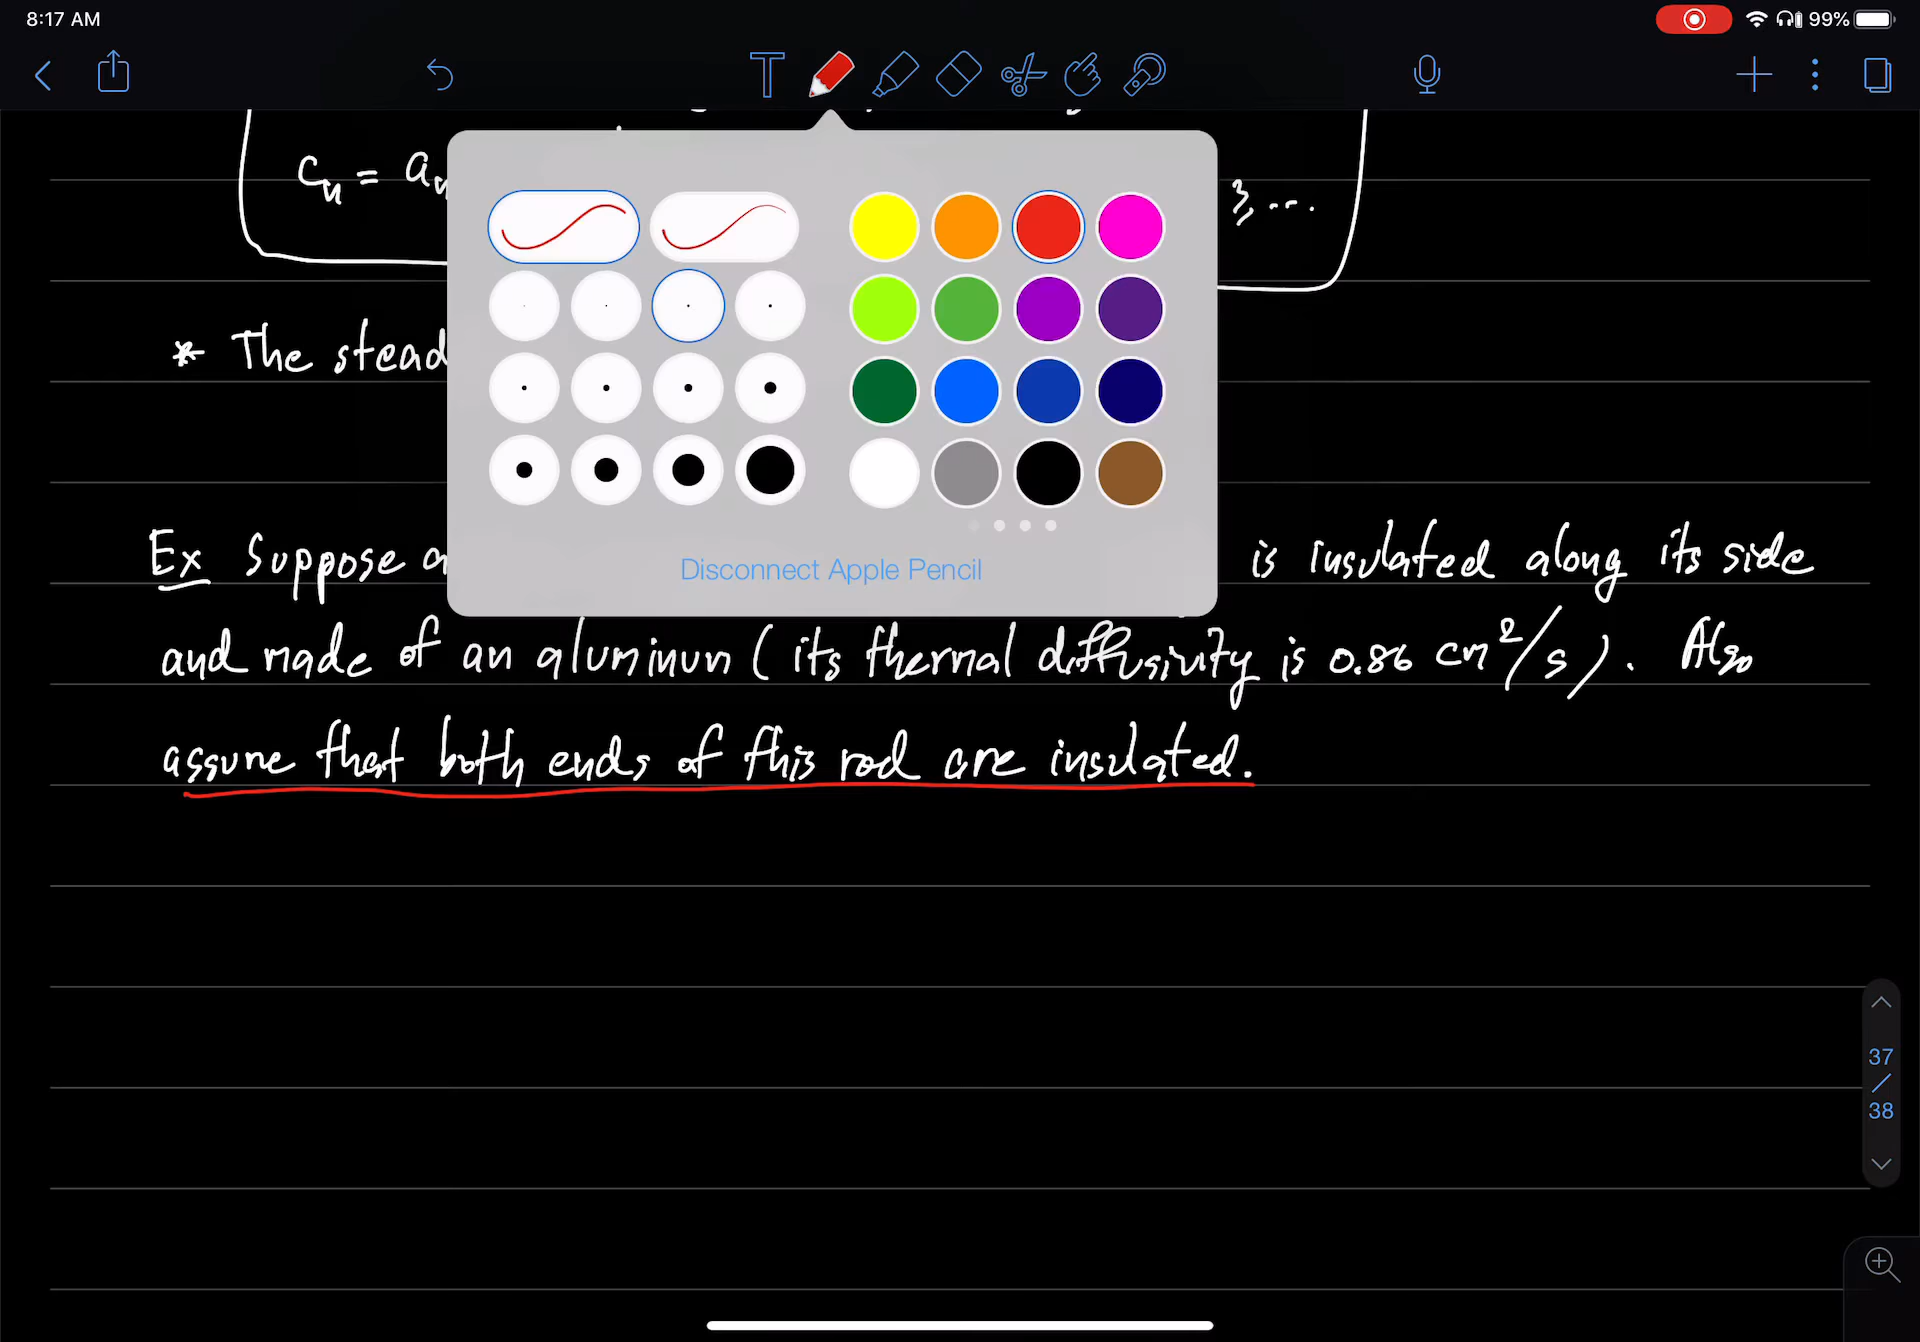 8:17 AM
99%
T
Cn = an
3, ...
* The stead
Disconnect Apple Pencil
Ex Suppose a is insulated along its side
and made of an aluminum ( its thermal diffusivity is 0.86 cm²/s ). Also
assume that both ends of this rod are insulated.
37
/
38